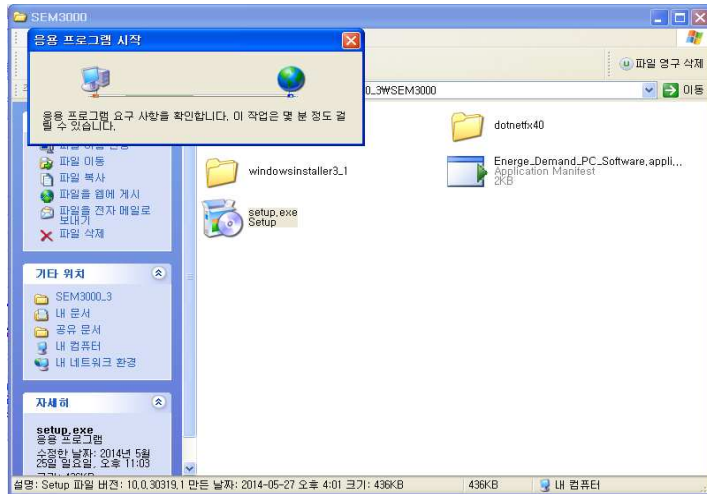 SEM3000
응용 프로그램 시작
파일 영구 삭제
0_3₩SEM3000
이동
응용 프로그램 요구 사항을 확인합니다. 이 작업은 몇 분 정도 걸
릴 수 있습니다.
파일 이동
파일 복사
파일을 웹에 게시
파일을 전자 메일로
보내기
파일 삭제
기타 위치
SEM3000_3
내 문서
공유 문서
내 컴퓨터
내 네트워크 환경
자세히
setup.exe
응용 프로그램
수정한 날짜: 2014년 5월
25일 일요일, 오후 11:03
dotnetfx40
windowsinstaller3_1
Energe_Demand_PC_Software.appli...
Application Manifest
2KB
setup.exe
Setup
설명: Setup 파일 버전: 10.0.30319.1 만든 날짜: 2014-05-27 오후 4:01 크기: 436KB
436KB
내 컴퓨터